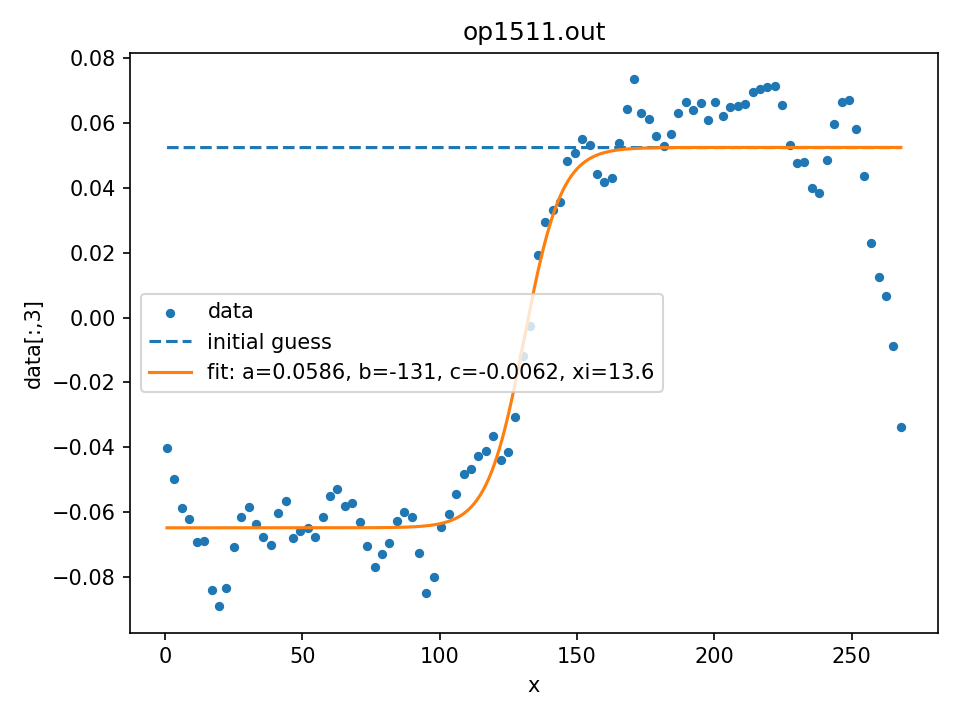 op1511.out
0.08
0.06
0.04
0.02
0.00
−0.02
−0.04
−0.06
−0.08
data[:,3]
data
initial guess
fit: a=0.0586, b=-131, c=-0.0062, xi=13.6
0 50 100 150 200 250
x